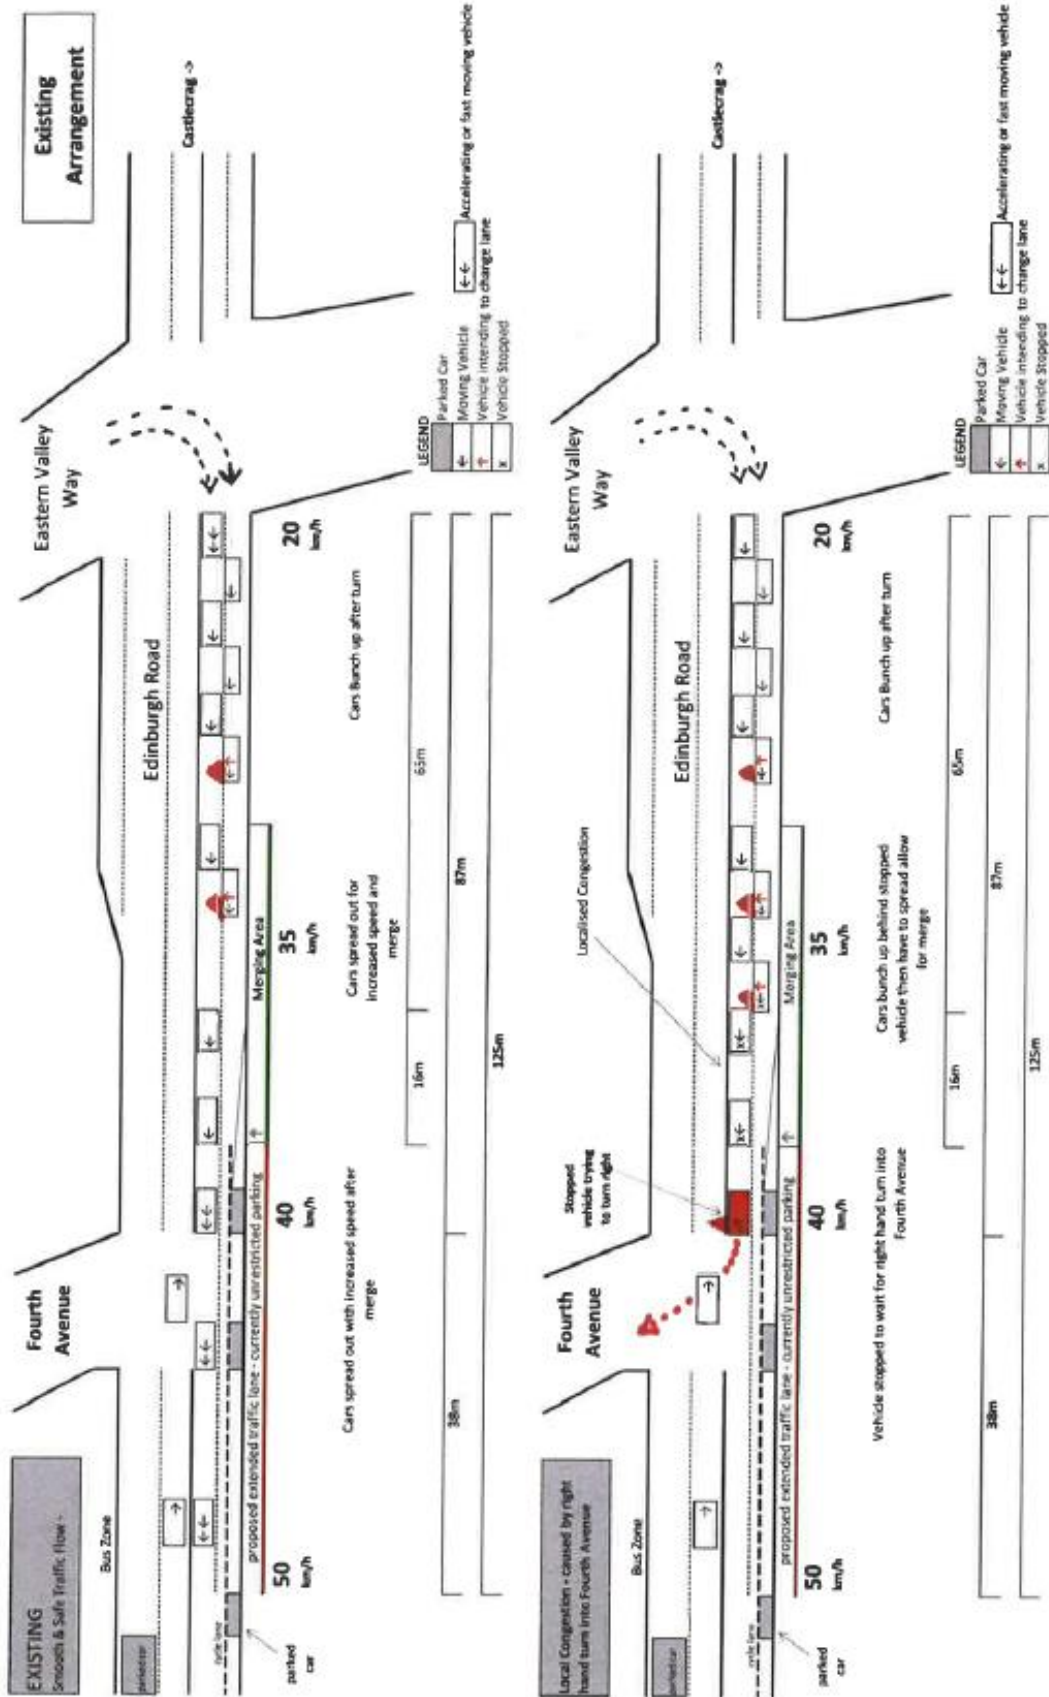 Existing
Arrangement
EXISTING
Smooth & Safe Traffic Flow -
Fourth
Avenue
Eastern Valley
Way
Castlecrag ->
Bus Zone
Edinburgh Road
parked car
cycle lane
proposed extended traffic lane - currently unrestricted parking
Merging Area
parked
car
50
km/h
40
km/h
35
km/h
20
km/h
Cars spread out with increased speed after
merge
Cars spread out for
increased speed and
merge
Cars Bunch up after turn
16m
65m
38m
87m
125m
LEGEND
Parked Car
Moving Vehicle
Vehicle intending to change lane
x Vehicle Stopped
Accelerating or fast moving vehicle
Local Congestion - caused by right
hand turn into Fourth Avenue
Fourth
Avenue
Stopped
vehicle trying
to turn right
Localised Congestion
Eastern Valley
Way
Castlecrag ->
Bus Zone
Edinburgh Road
parked car
cycle lane
proposed extended traffic lane - currently unrestricted parking
Merging Area
parked
car
50
km/h
40
km/h
35
km/h
20
km/h
Vehicle stopped to wait for right hand turn into
Fourth Avenue
Cars bunch up behind stopped
vehicle then have to spread allow
for merge
Cars Bunch up after turn
16m
65m
38m
87m
125m
LEGEND
Parked Car
Moving Vehicle
Vehicle intending to change lane
x Vehicle Stopped
Accelerating or fast moving vehicle